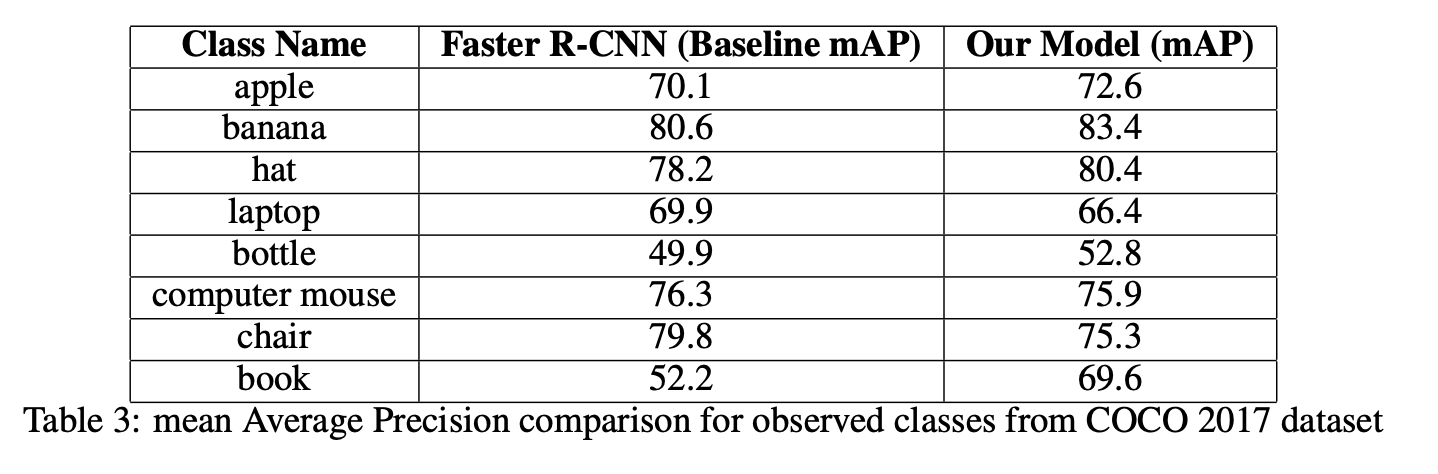 Class Name Faster R-CNN (Baseline mAP) Our Model (mAP)
apple 70.1 72.6
banana 80.6 83.4
hat 78.2 80.4
laptop 69.9 66.4
bottle 49.9 52.8
computer mouse 76.3 75.9
chair 79.8 75.3
book 52.2 69.6
Table 3: mean Average Precision comparison for observed classes from COCO 2017 dataset